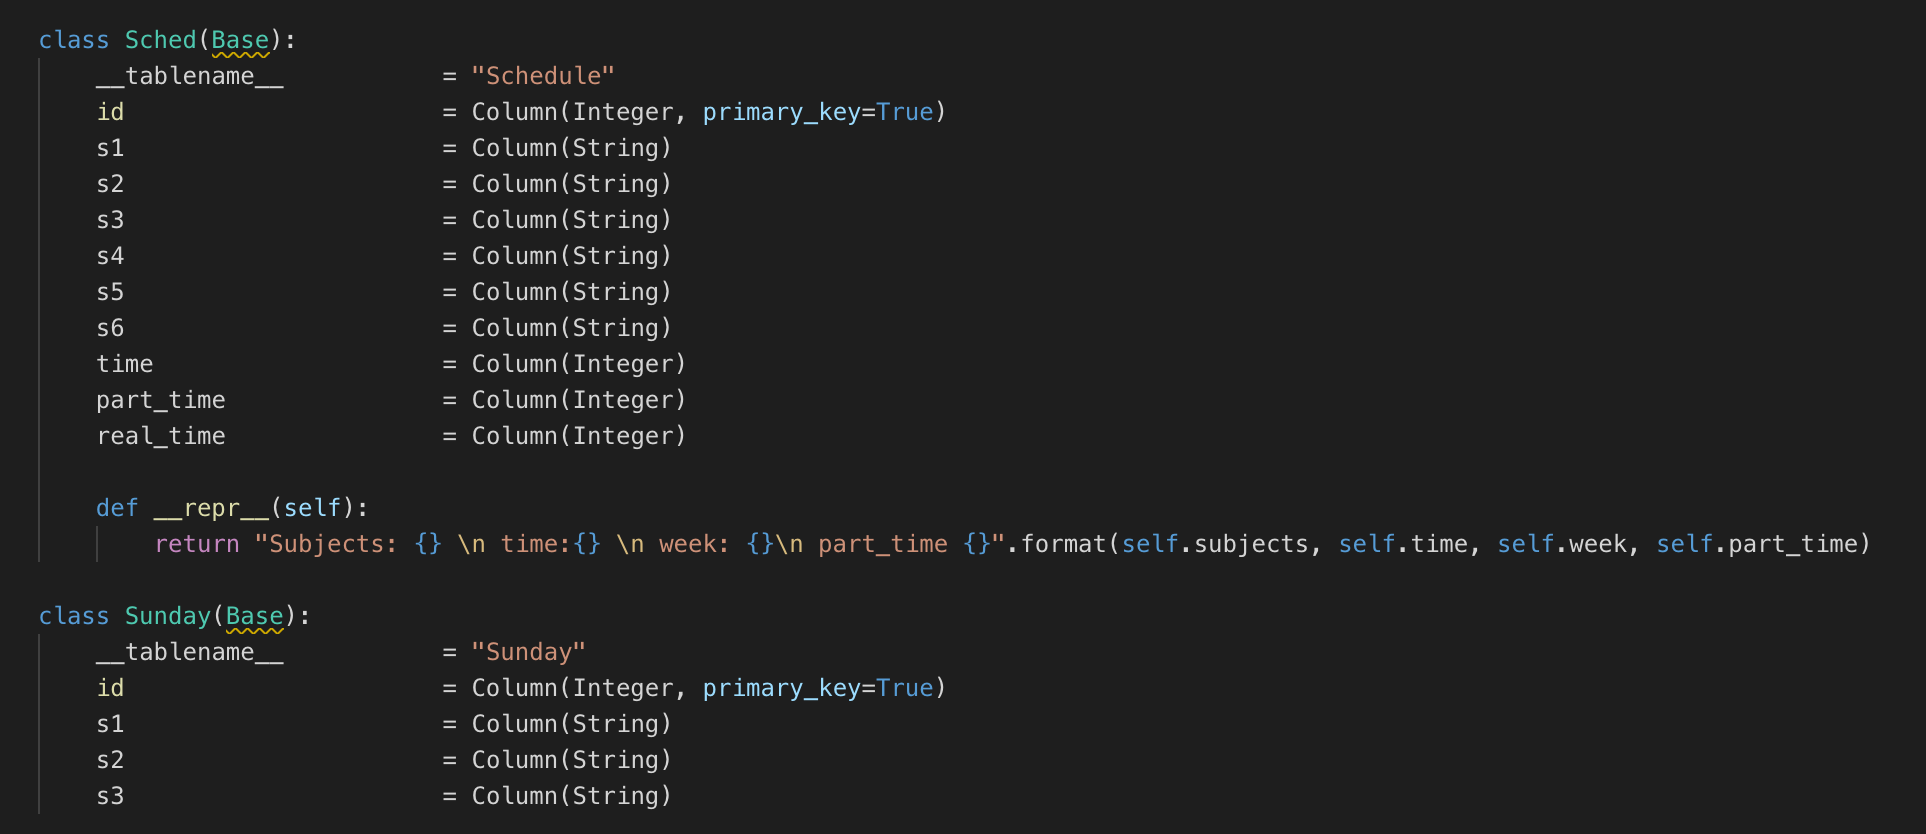 class Sched(Base):
    __tablename__           = "Schedule"
    id                      = Column(Integer, primary_key=True)
    s1                      = Column(String)
    s2                      = Column(String)
    s3                      = Column(String)
    s4                      = Column(String)
    s5                      = Column(String)
    s6                      = Column(String)
    time                    = Column(Integer)
    part_time               = Column(Integer)
    real_time               = Column(Integer)

    def __repr__(self):
        return "Subjects: {} \n time:{} \n week: {}\n part_time {}".format(self.subjects, self.time, self.week, self.part_time)

class Sunday(Base):
    __tablename__           = "Sunday"
    id                      = Column(Integer, primary_key=True)
    s1                      = Column(String)
    s2                      = Column(String)
    s3                      = Column(String)